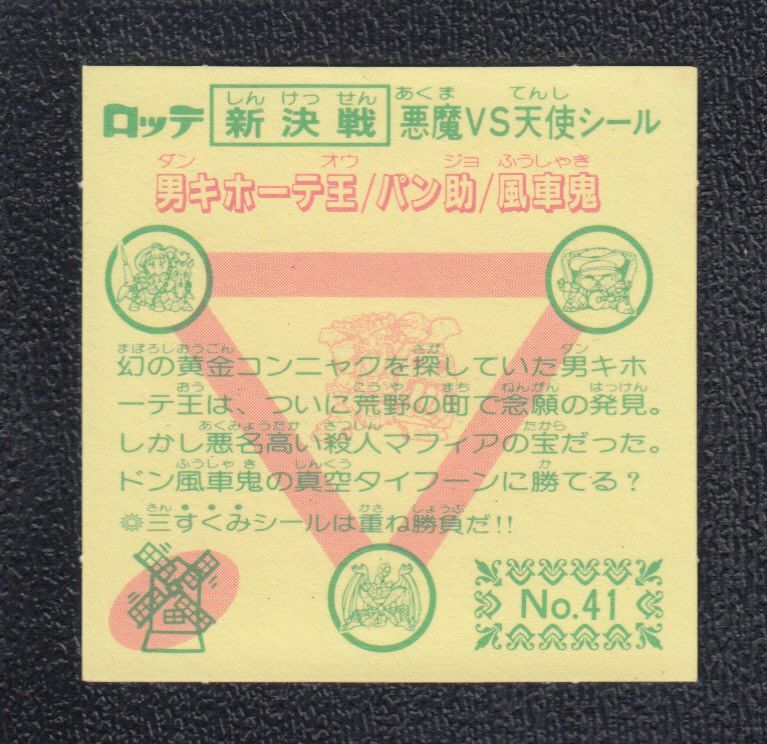 ロッテ 新決戦 悪魔VS天使シール
しん けっ せん あくま てんし
ダン オウ ジョ ふうしゃき
男キホーテ王/パン助/風車鬼
まぼろし おうごん さが ダン
幻の黄金コンニャクを探していた男キホ
おう こうや まち ねんがん はっけん
ーテ王は、ついに荒野の町で念願の発見。
あくみょうたか さつじん たから
しかし悪名高い殺人マフィアの宝だった。
ふうしゃ き しんくう か
ドン風車鬼の真空タイフーンに勝てる?
さん かさ しょうぶ
三すくみシールは重ね勝負だ!!
No.41